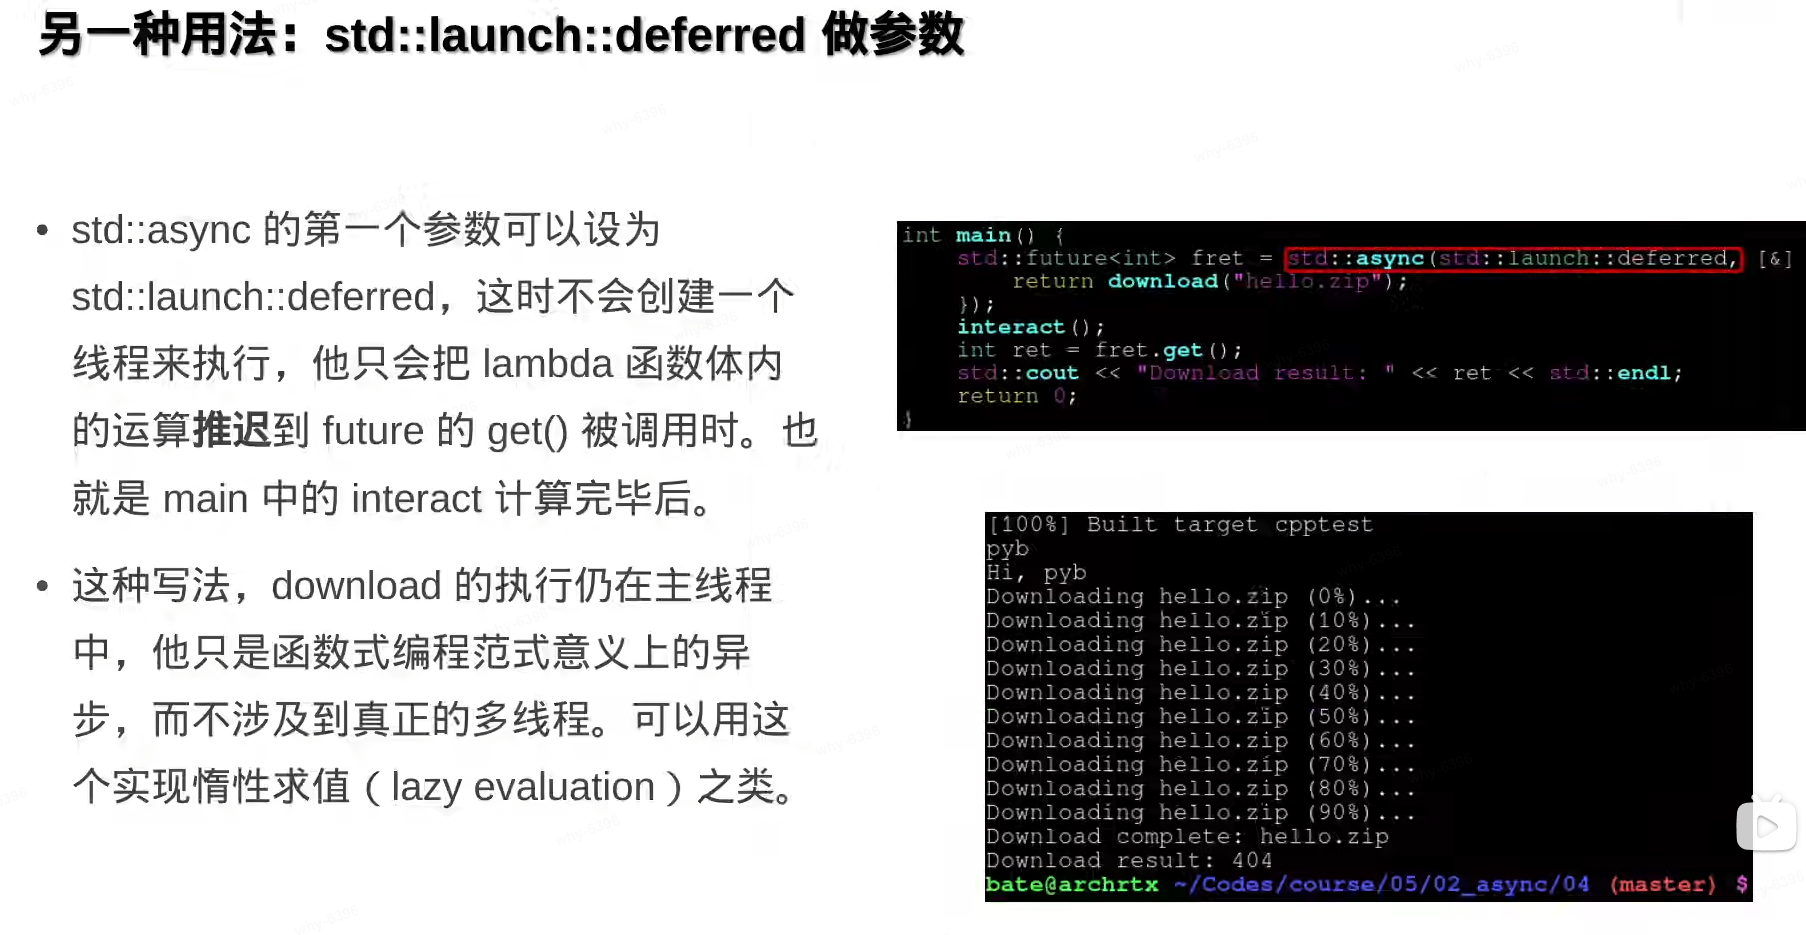 另一种用法：std::launch::deferred 做参数
• std::async 的第一个参数可以设为
std::launch::deferred，这时不会创建一个
线程来执行，他只会把 lambda 函数体内
的运算推迟到 future 的 get() 被调用时。也
就是 main 中的 interact 计算完毕后。
• 这种写法，download 的执行仍在主线程
中，他只是函数式编程范式意义上的异
步，而不涉及到真正的多线程。可以用这
个实现惰性求值（lazy evaluation）之类。
int main() {
    std::future<int> fret = std::async(std::launch::deferred, [&]
        return download("hello.zip");
    });
    interact();
    int ret = fret.get();
    std::cout << "Download result: " << ret << std::endl;
    return 0;
}
[100%] Built target cpptest
pyb
Hi, pyb
Downloading hello.zip (0%)...
Downloading hello.zip (10%)...
Downloading hello.zip (20%)...
Downloading hello.zip (30%)...
Downloading hello.zip (40%)...
Downloading hello.zip (50%)...
Downloading hello.zip (60%)...
Downloading hello.zip (70%)...
Downloading hello.zip (80%)...
Downloading hello.zip (90%)...
Download complete: hello.zip
Download result: 404
bate@archrtx ~/Codes/course/05/02_async/04 (master) $
why-6396